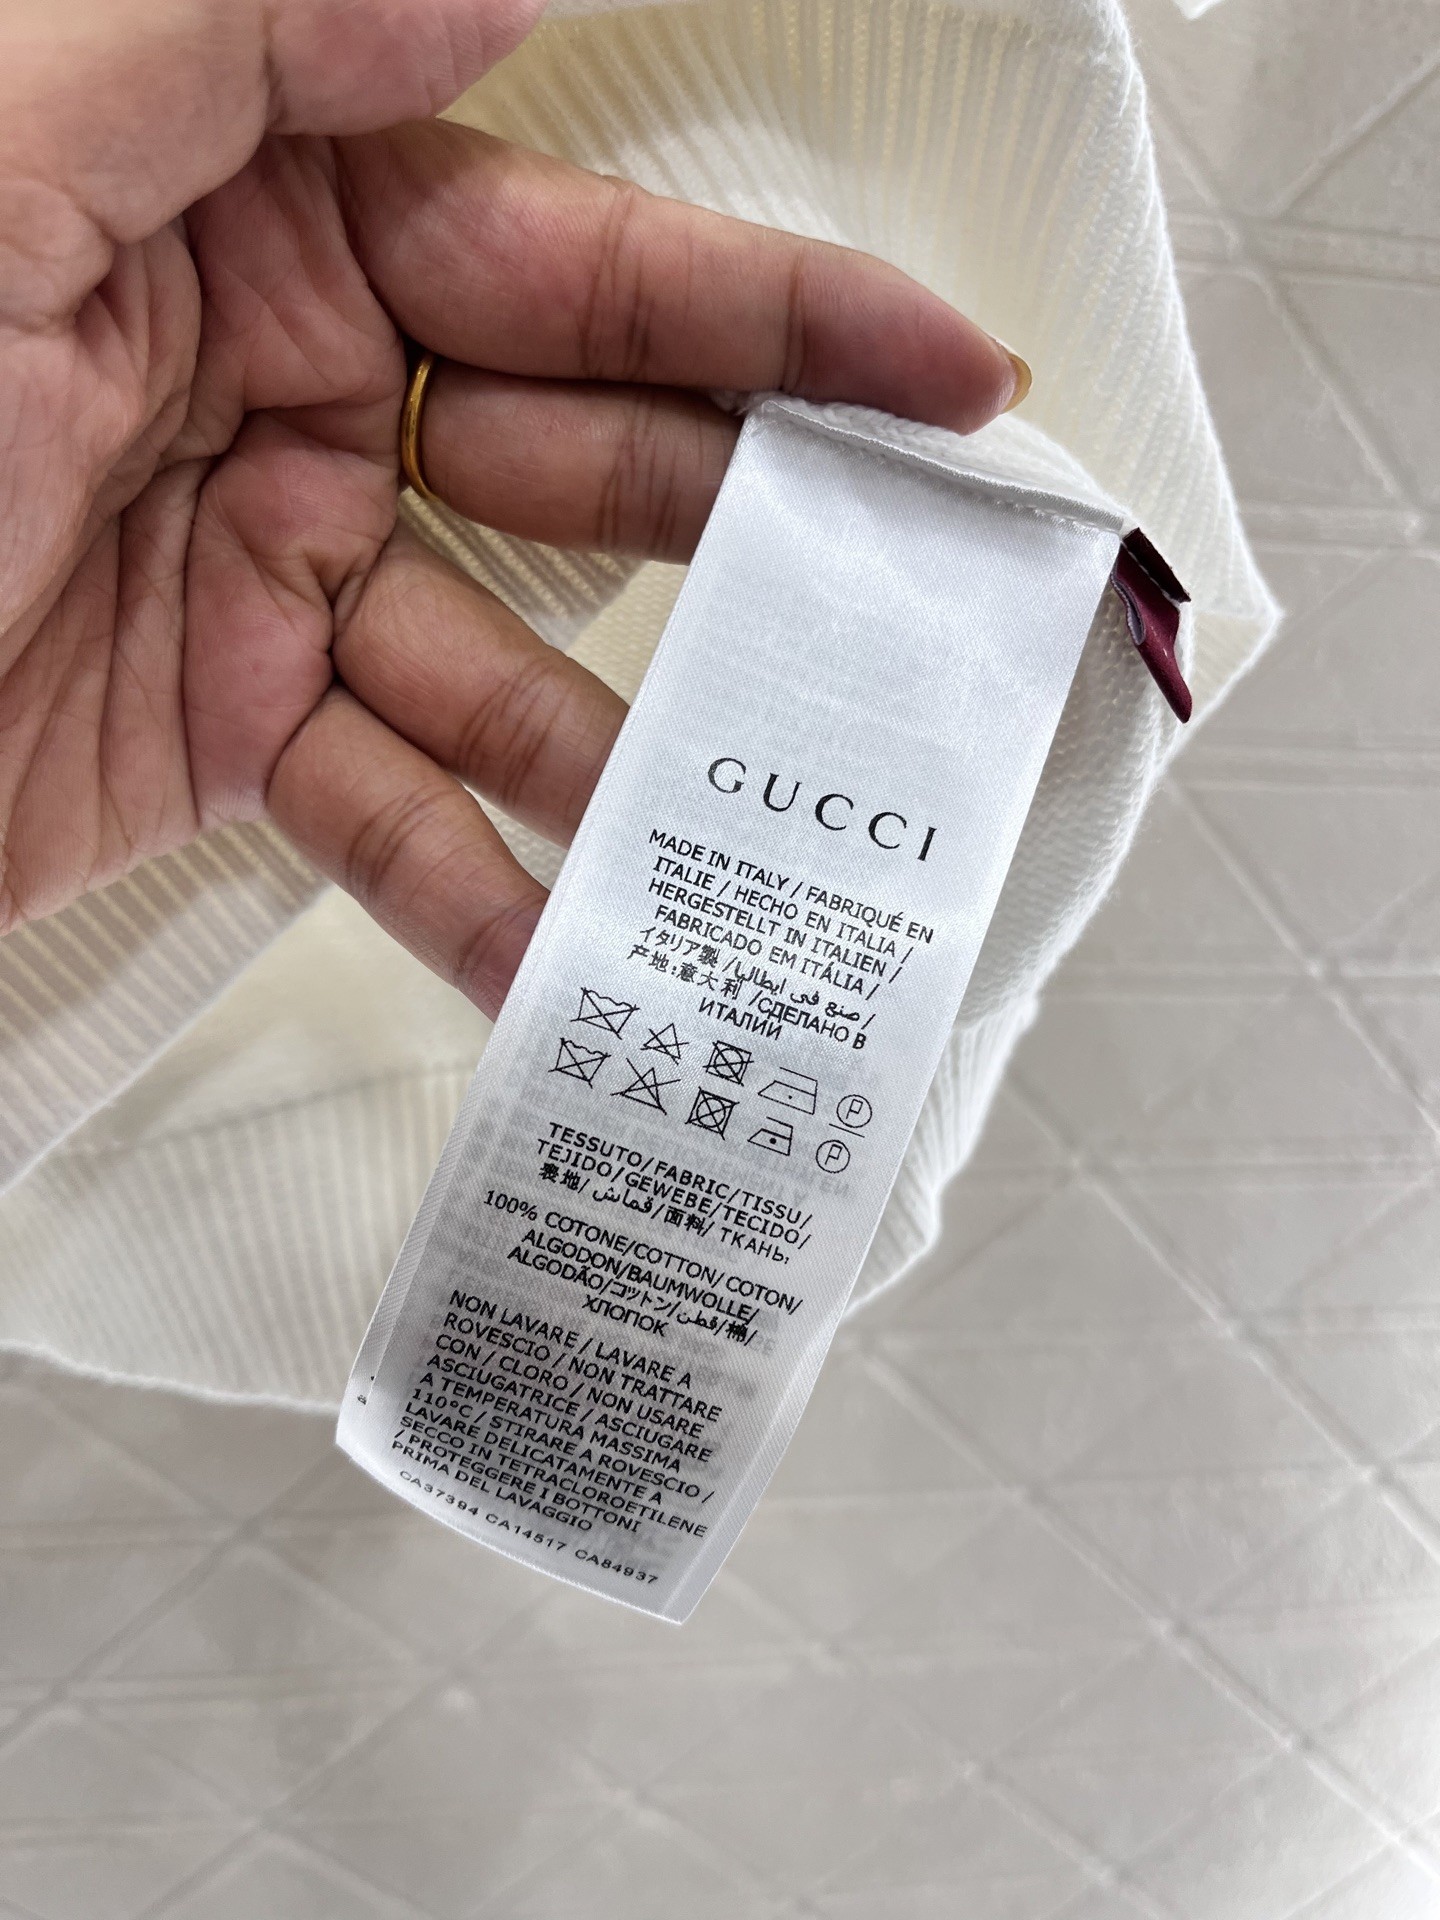 GUCCI
MADE IN ITALY / FABRIQUÉ EN
ITALIE / HECHO EN ITALIA /
HERGESTELLT IN ITALIEN /
FABRICADO EM ITÁLIA /
イタリア製 / صنع في ايطاليا /
产地:意大利 /СДЕЛАНО В
ИТАЛИИ
P
P
TESSUTO/FABRIC/TISSU/
TEJIDO/GEWEBE/TECIDO/
表地/قماش/面料/ТКАНЬ:
100% COTONE/COTTON/COTON/
ALGODON/BAUMWOLLE/
ALGODÃO/コットン/قطن/棉/
ХЛОПОК
NON LAVARE / LAVARE A
ROVESCIO / NON TRATTARE
CON / CLORO / NON USARE
ASCIUGATRICE / ASCIUGARE
A TEMPERATURA MASSIMA
110°C / STIRARE A ROVESCIO /
LAVARE DELICATAMENTE A
SECCO IN TETRACLOROETILENE
/ PROTEGGERE I BOTTONI
PRIMA DEL LAVAGGIO
CA37394 CA14517 CA84937